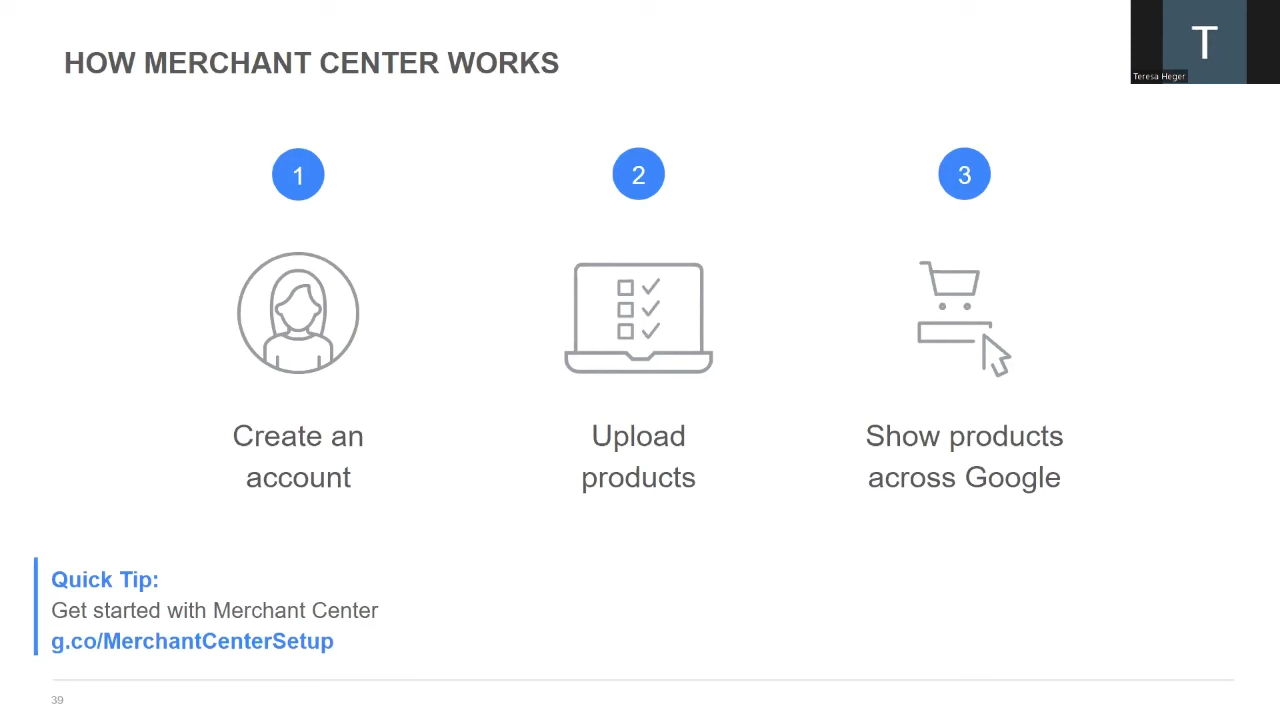 HOW MERCHANT CENTER WORKS
T
Teresa Heger
1
2
3
Create an
account
Upload
products
Show products
across Google
Quick Tip:
Get started with Merchant Center
g.co/MerchantCenterSetup
39